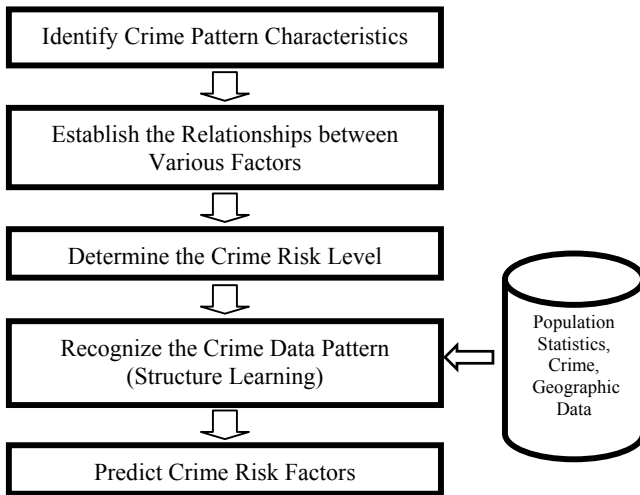 Identify Crime Pattern Characteristics
Establish the Relationships between
Various Factors
Determine the Crime Risk Level
Recognize the Crime Data Pattern
(Structure Learning)
Population
Statistics,
Crime,
Geographic
Data
Predict Crime Risk Factors